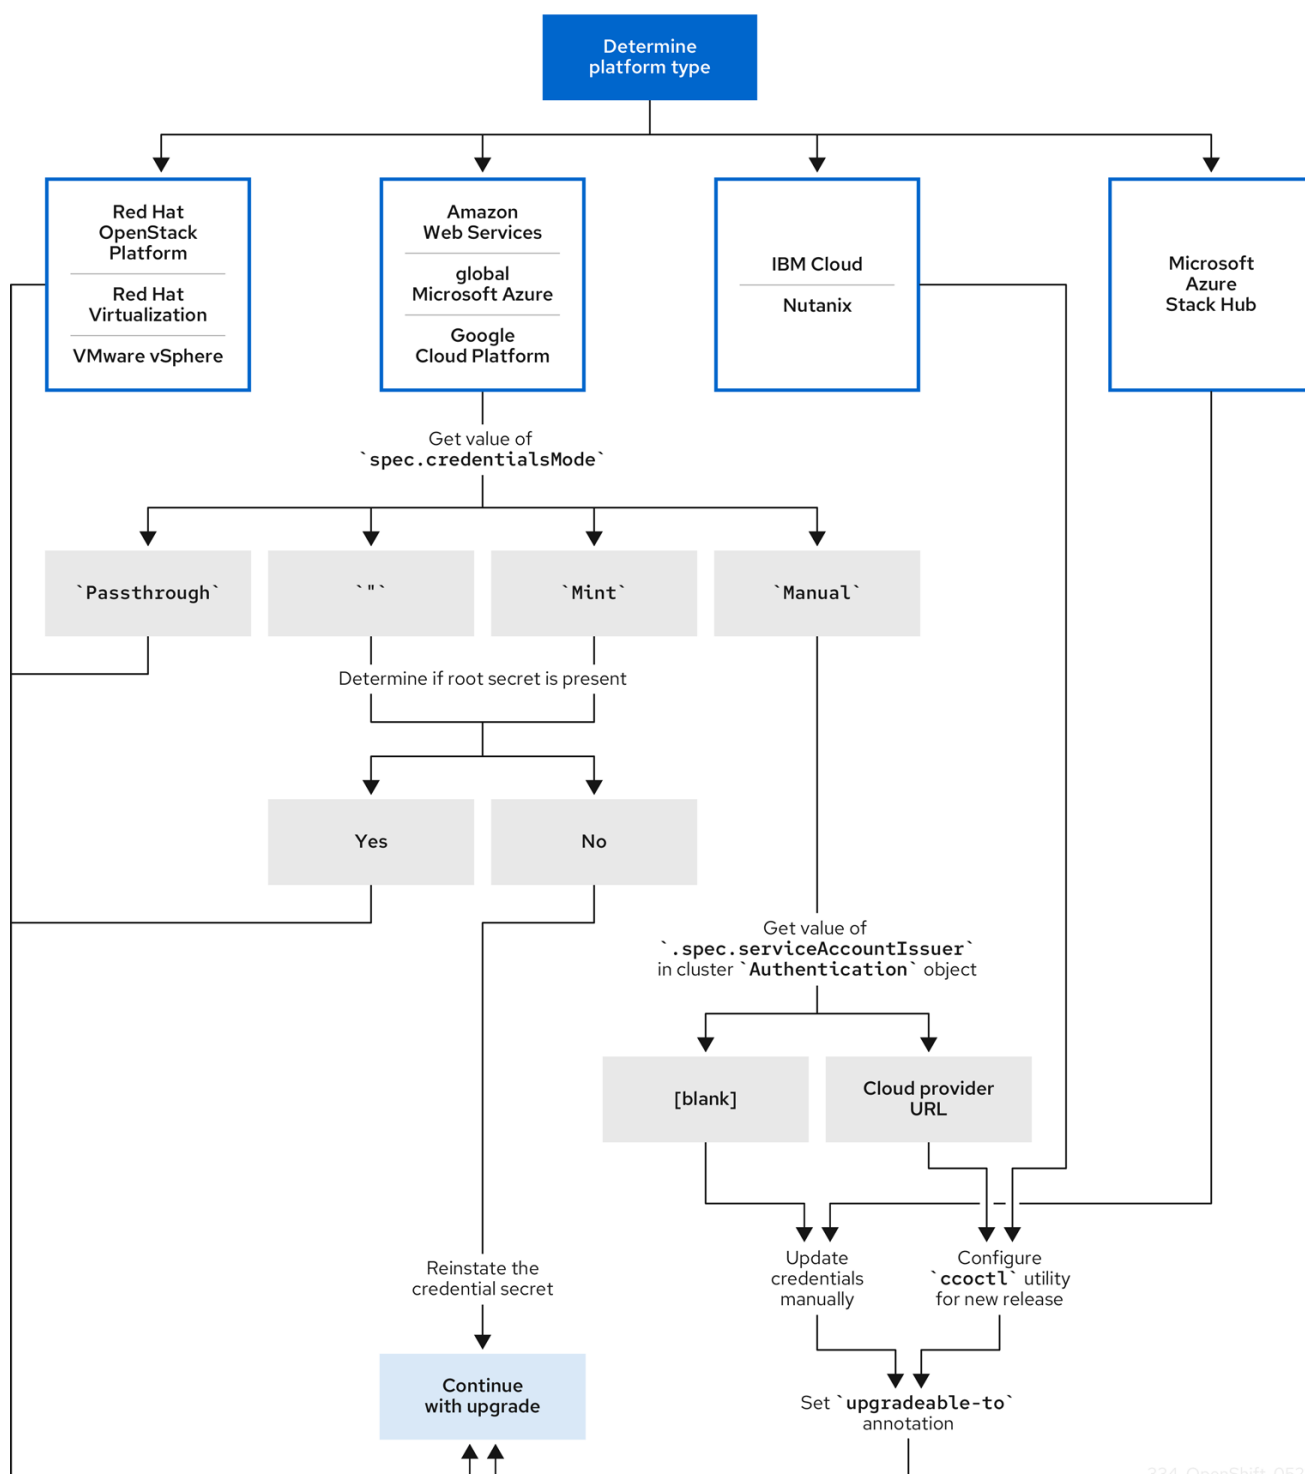 Determine
platform type
Red Hat
OpenStack
Platform
Red Hat
Virtualization
VMware vSphere
Amazon
Web Services
global
Microsoft Azure
Google
Cloud Platform
IBM Cloud
Nutanix
Microsoft
Azure
Stack Hub
Get value of
`spec.credentialsMode`
`Passthrough`
`"`
`Mint`
`Manual`
Determine if root secret is present
Yes
No
Get value of
`.spec.serviceAccountIssuer`
in cluster `Authentication` object
[blank]
Cloud provider
URL
Reinstate the
credential secret
Update
credentials
manually
Configure
`ccoctl` utility
for new release
Continue
with upgrade
Set `upgradeable-to`
annotation